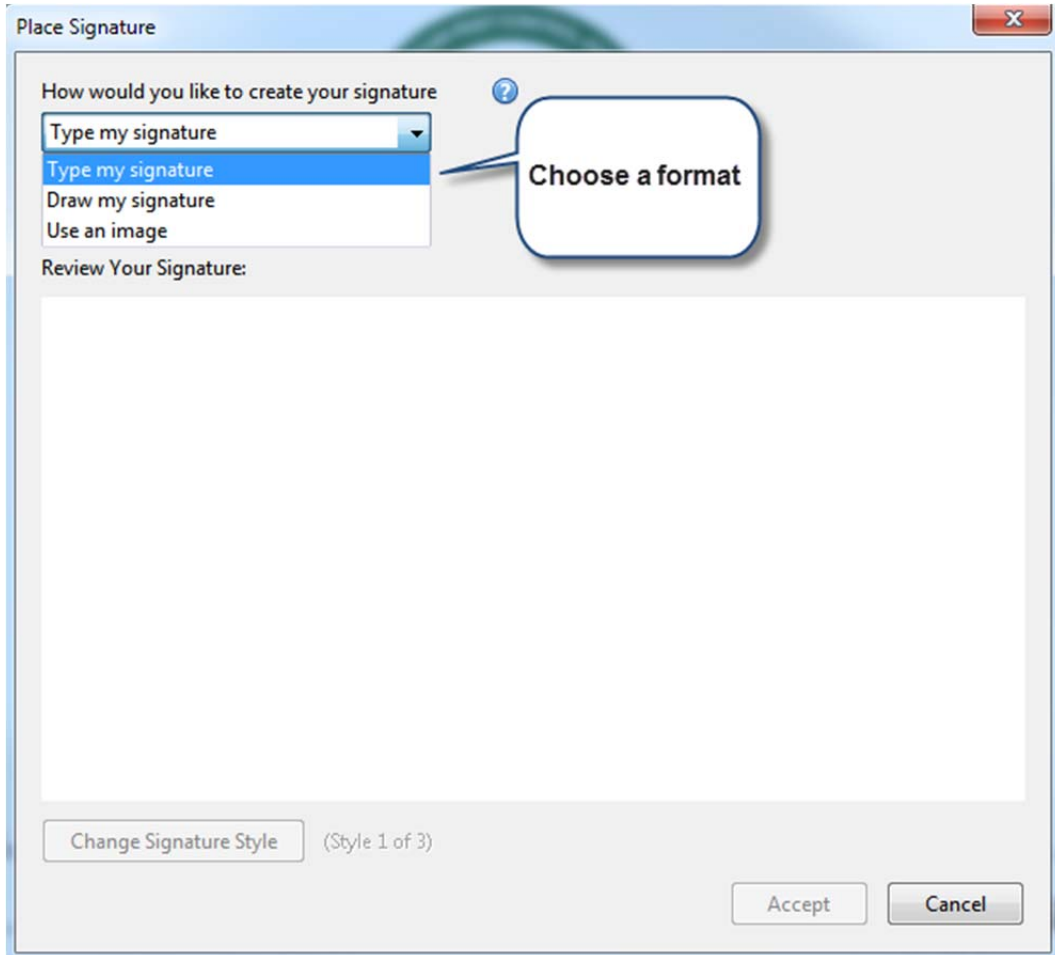 Place Signature
How would you like to create your signature
Type my signature
Type my signature
Draw my signature
Use an image
Choose a format
Review Your Signature:
Change Signature Style (Style 1 of 3)
Accept Cancel